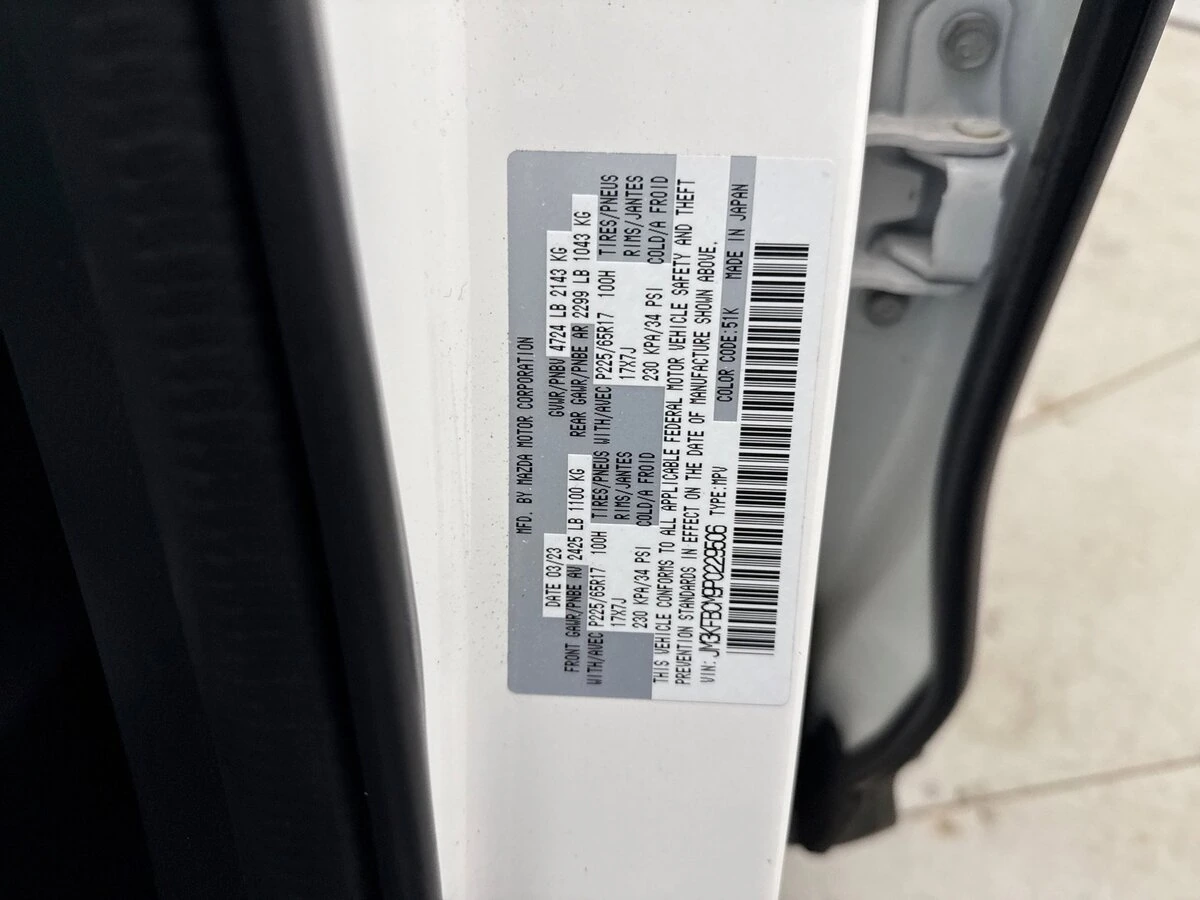 MFD. BY MAZDA MOTOR CORPORATION
DATE 03/23 GVWR/PNBV 4724 LB 2143 KG
FRONT GAWR/PNBE AV 2425 LB 1100 KG REAR GAWR/PNBE AR 2299 LB 1043 KG
WITH/AVEC P225/65R17 100H TIRES/PNEUS WITH/AVEC P225/65R17 100H TIRES/PNEUS
17X7J RIMS/JANTES 17X7J RIMS/JANTES
230 KPA/34 PSI COLD/A FROID 230 KPA/34 PSI COLD/A FROID
THIS VEHICLE CONFORMS TO ALL APPLICABLE FEDERAL MOTOR VEHICLE SAFETY AND THEFT
PREVENTION STANDARDS IN EFFECT ON THE DATE OF MANUFACTURE SHOWN ABOVE.
VIN: JM3KFBCM9P0229506 TYPE:MPV COLOR CODE:51K MADE IN JAPAN